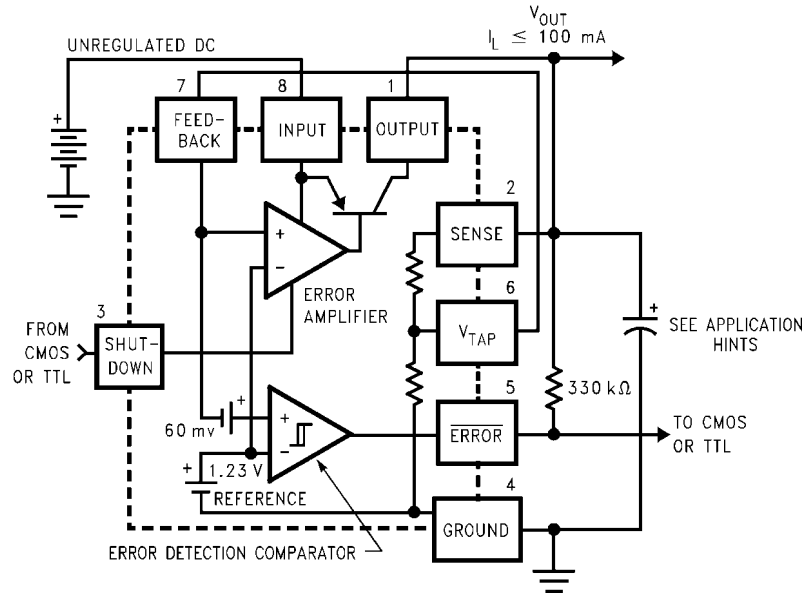 V_OUT
I_L ≤ 100 mA
UNREGULATED DC
7
8
1
+
FEED-
BACK
INPUT
OUTPUT
2
SENSE
+
−
ERROR
AMPLIFIER
6
V_TAP
+
SEE APPLICATION
HINTS
3
FROM
CMOS
OR TTL
SHUT-
DOWN
5
330 kΩ
+
+
60 mv
ERROR
TO CMOS
OR TTL
−
+
1.23 V
REFERENCE
4
GROUND
ERROR DETECTION COMPARATOR